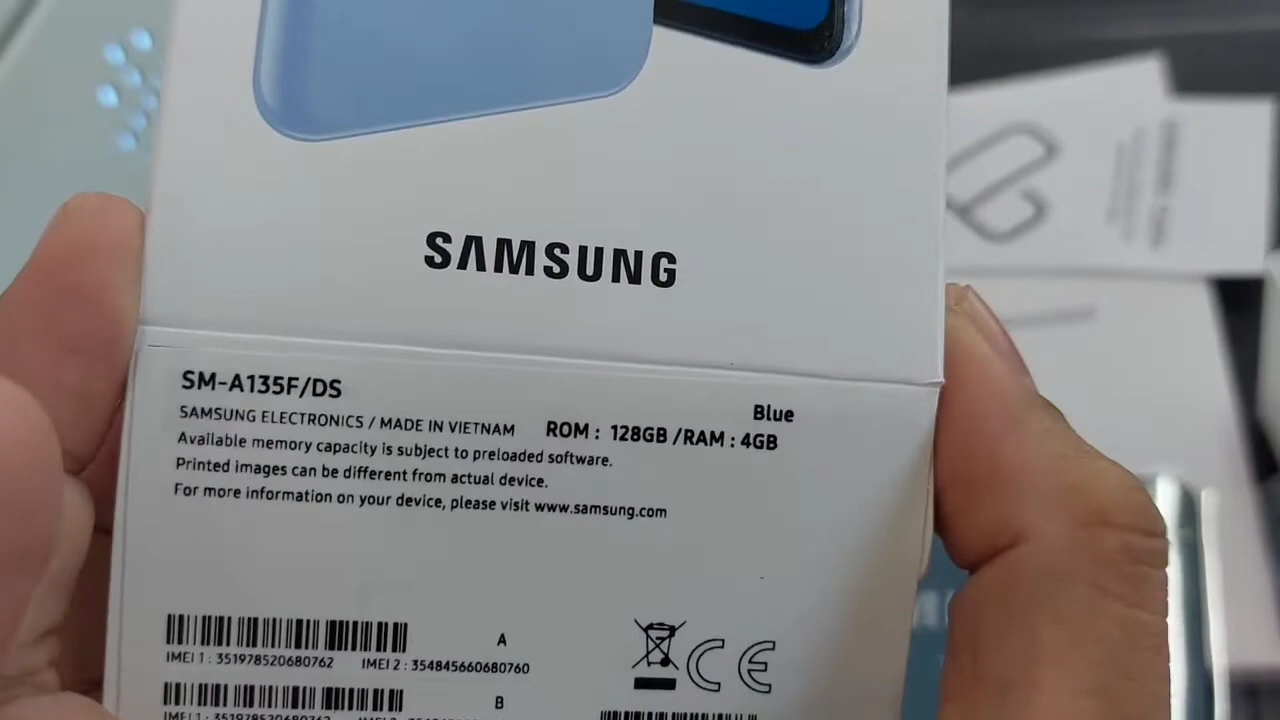 SAMSUNG
SM-A135F/DS
Blue
SAMSUNG ELECTRONICS / MADE IN VIETNAM
ROM : 128GB /RAM : 4GB
Available memory capacity is subject to preloaded software.
Printed images can be different from actual device.
For more information on your device, please visit www.samsung.com
A
IMEI 1 : 351978520680762 IMEI 2 : 354845660680760
CE
B